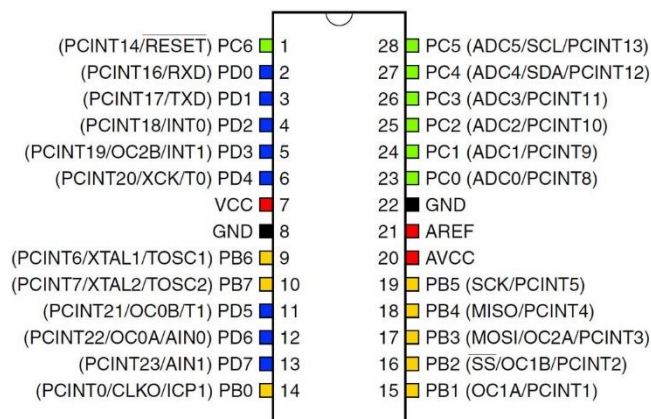 (PCINT14/RESET) PC6 1 28 PC5 (ADC5/SCL/PCINT13)
(PCINT16/RXD) PD0 2 27 PC4 (ADC4/SDA/PCINT12)
(PCINT17/TXD) PD1 3 26 PC3 (ADC3/PCINT11)
(PCINT18/INT0) PD2 4 25 PC2 (ADC2/PCINT10)
(PCINT19/OC2B/INT1) PD3 5 24 PC1 (ADC1/PCINT9)
(PCINT20/XCK/T0) PD4 6 23 PC0 (ADC0/PCINT8)
VCC 7 22 GND
GND 8 21 AREF
(PCINT6/XTAL1/TOSC1) PB6 9 20 AVCC
(PCINT7/XTAL2/TOSC2) PB7 10 19 PB5 (SCK/PCINT5)
(PCINT21/OC0B/T1) PD5 11 18 PB4 (MISO/PCINT4)
(PCINT22/OC0A/AIN0) PD6 12 17 PB3 (MOSI/OC2A/PCINT3)
(PCINT23/AIN1) PD7 13 16 PB2 (SS/OC1B/PCINT2)
(PCINT0/CLKO/ICP1) PB0 14 15 PB1 (OC1A/PCINT1)